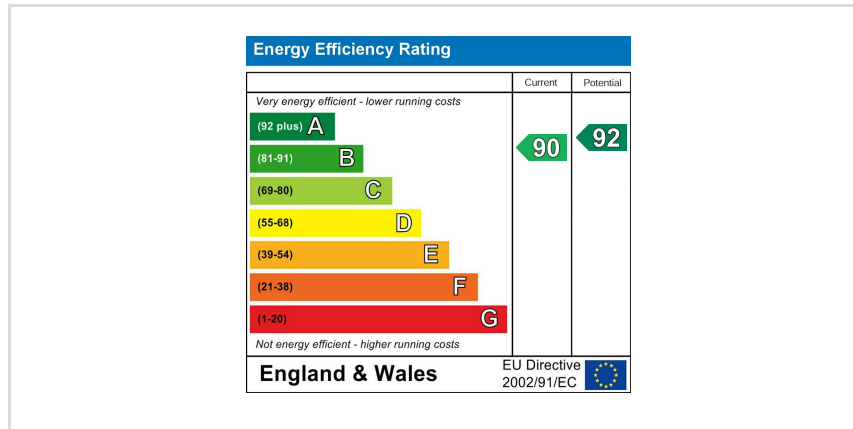 Energy Efficiency Rating
Current Potential
Very energy efficient - lower running costs
(92 plus) A
(81-91) B
90
92
(69-80) C
(55-68) D
(39-54) E
(21-38) F
(1-20) G
Not energy efficient - higher running costs
England & Wales
EU Directive
2002/91/EC